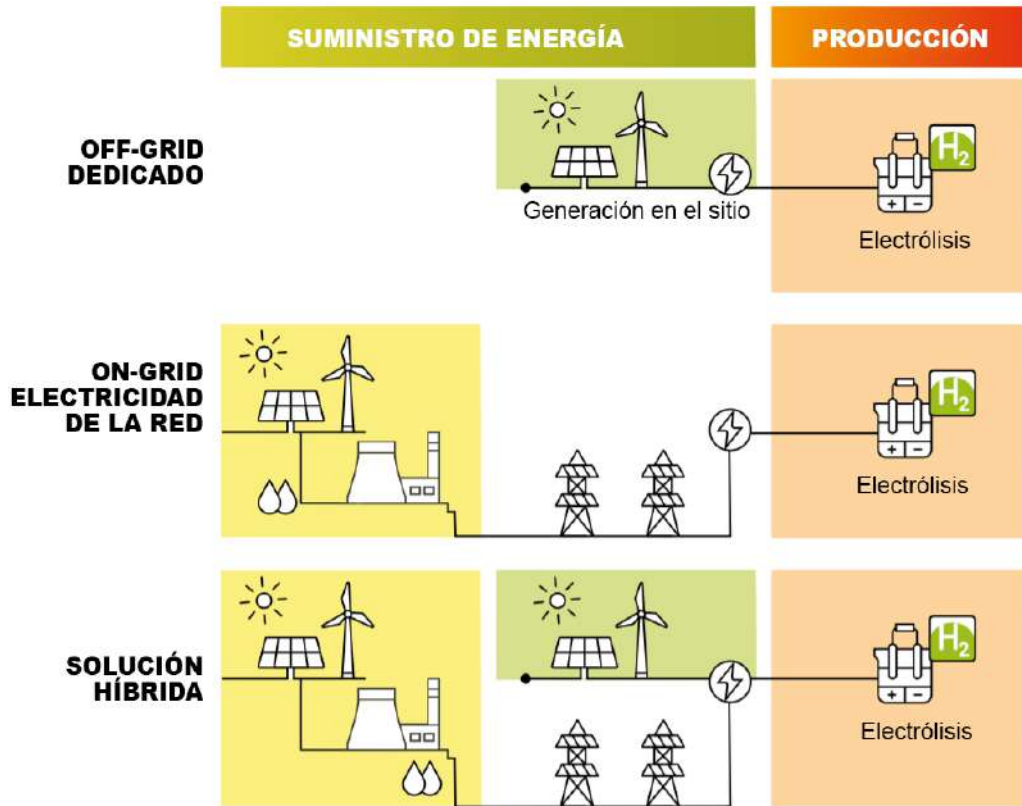 SUMINISTRO DE ENERGÍA
PRODUCCIÓN
OFF-GRID
DEDICADO
Generación en el sitio
H2
+ −
Electrólisis
ON-GRID
ELECTRICIDAD
DE LA RED
H2
+ −
Electrólisis
SOLUCIÓN
HÍBRIDA
H2
+ −
Electrólisis